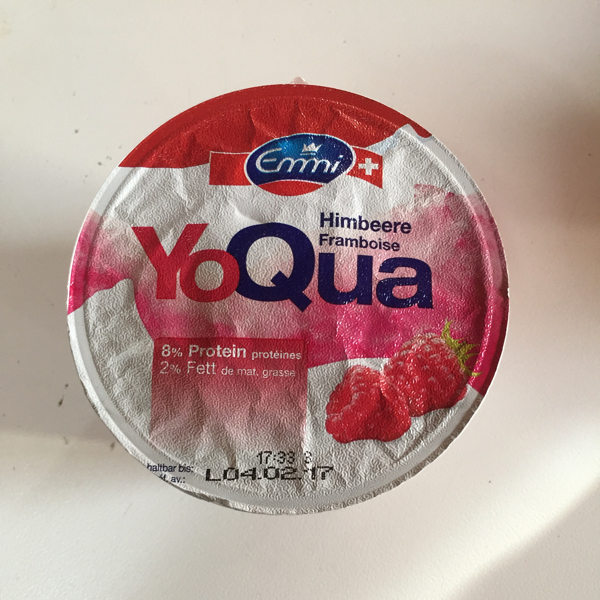 Emmi
Himbeere
Framboise
YoQua
8% Protein protéines
2% Fett de mat. grasse
17:33
haltbar bis:
av.:
L04.02.17